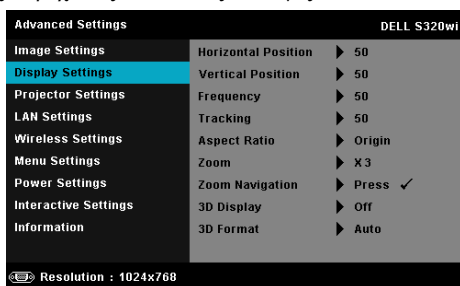 Advanced Settings DELL S320wi
Image Settings
Display Settings
Projector Settings
LAN Settings
Wireless Settings
Menu Settings
Power Settings
Interactive Settings
Information
Horizontal Position 50
Vertical Position 50
Frequency 50
Tracking 50
Aspect Ratio Origin
Zoom X3
Zoom Navigation Press ✓
3D Display Off
3D Format Auto
Resolution : 1024x768